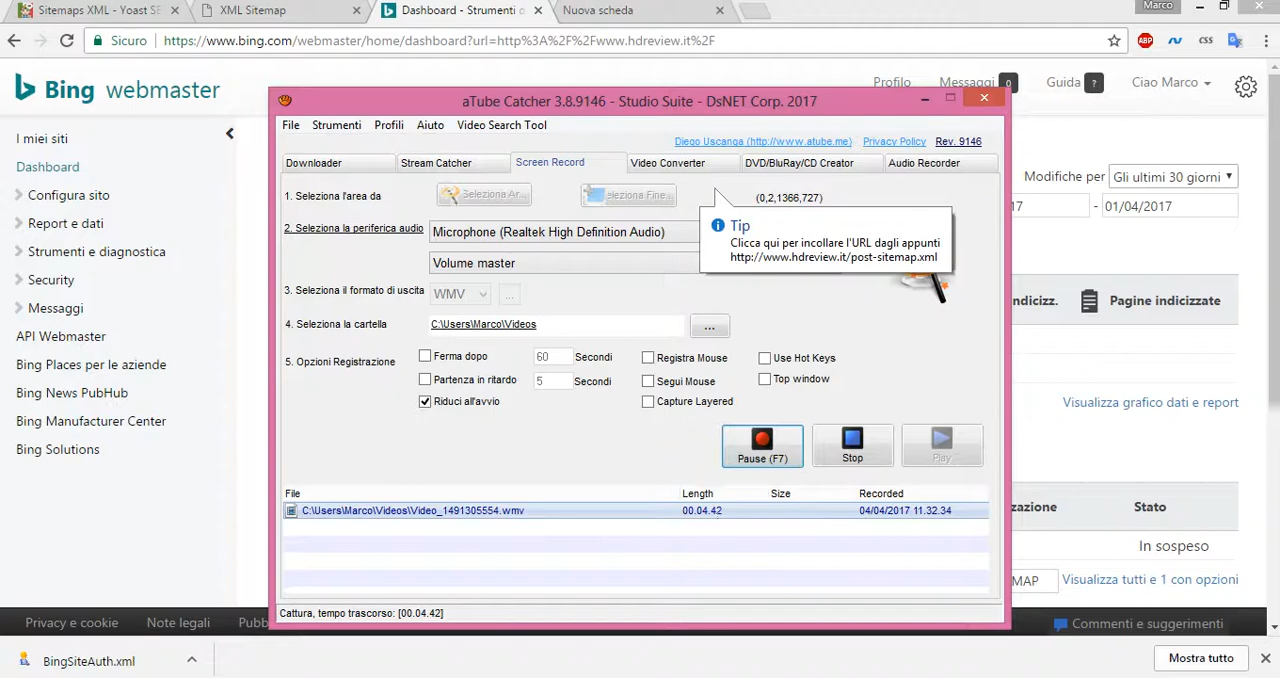 Sitemaps XML - Yoast SE
XML Sitemap
Dashboard - Strumenti d
Nuova scheda
Marco
Sicuro
https://www.bing.com/webmaster/home/dashboard?url=http%3A%2F%2Fwww.hdreview.it%2F
ABP
CSS
Bing webmaster
Profilo
Messaggi 0
Guida ?
Ciao Marco
I miei siti
Dashboard
Configura sito
Report e dati
Strumenti e diagnostica
Security
Messaggi
API Webmaster
Bing Places per le aziende
Bing News PubHub
Bing Manufacturer Center
Bing Solutions
Modifiche per
Gli ultimi 30 giorni
17
- 01/04/2017
Pagine indicizzate
Visualizza grafico dati e report
Stato
In sospeso
MAP
Visualizza tutti e 1 con opzioni
aTube Catcher 3.8.9146 - Studio Suite - DsNET Corp. 2017
File Strumenti Profili Aiuto Video Search Tool
Diego Uscanga (http://www.atube.me) Privacy Policy Rev. 9146
Downloader
Stream Catcher
Screen Record
Video Converter
DVD/BluRay/CD Creator
Audio Recorder
1. Seleziona l'area da
Seleziona Ar...
eleziona Fine...
(0,2,1366,727)
2. Seleziona la periferica audio
Microphone (Realtek High Definition Audio)
Volume master
Tip
Clicca qui per incollare l'URL dagli appunti
http://www.hdreview.it/post-sitemap.xml
3. Seleziona il formato di uscita
WMV
...
4. Seleziona la cartella
C:\Users\Marco\Videos
...
5. Opzioni Registrazione
Ferma dopo 60 Secondi
Partenza in ritardo 5 Secondi
Riduci all'avvio
Registra Mouse
Segui Mouse
Capture Layered
Use Hot Keys
Top window
Pause (F7)
Stop
Play
File Length Size Recorded
C:\Users\Marco\Videos\Video_1491305554.wmv 00.04.42 04/04/2017 11.32.34
Cattura, tempo trascorso: [00.04.42]
Privacy e cookie
Note legali
Commenti e suggerimenti
BingSiteAuth.xml
Mostra tutto